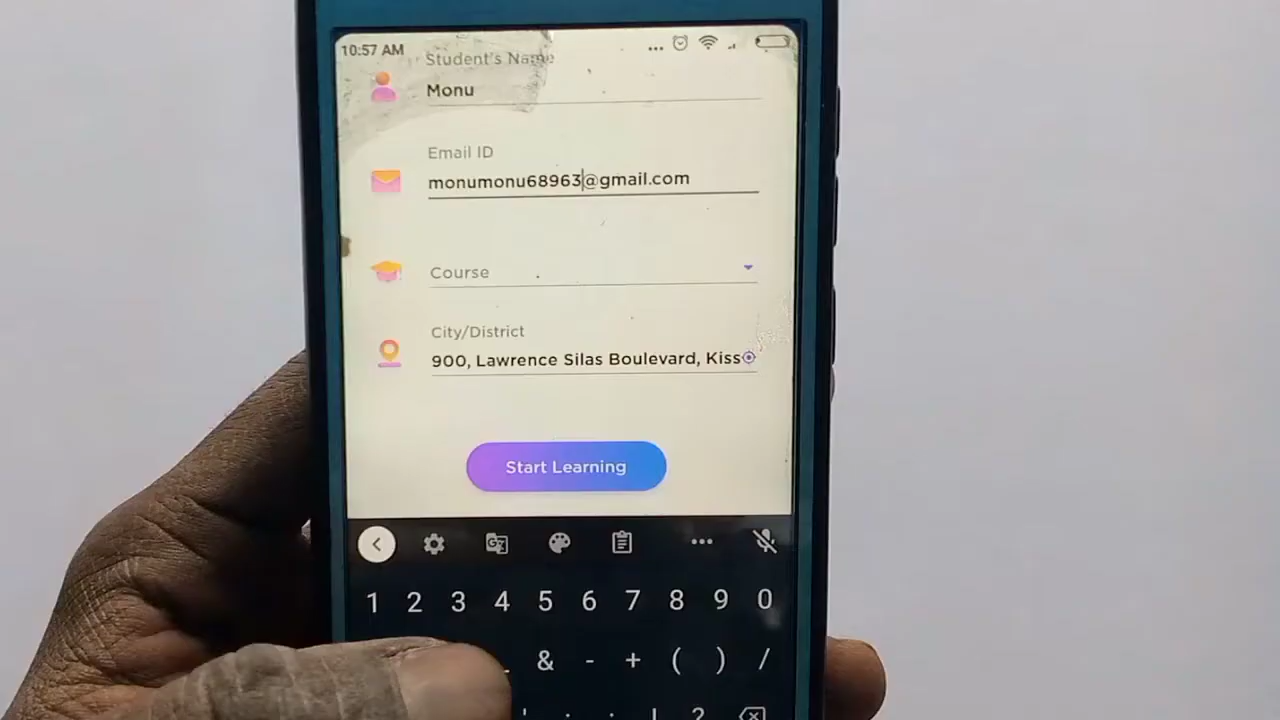 10:57 AM
Student's Name
Monu
Email ID
monumonu68963@gmail.com
Course
City/District
900, Lawrence Silas Boulevard, Kiss
Start Learning
1 2 3 4 5 6 7 8 9 0
& - + ( ) /
' : ; ! ?